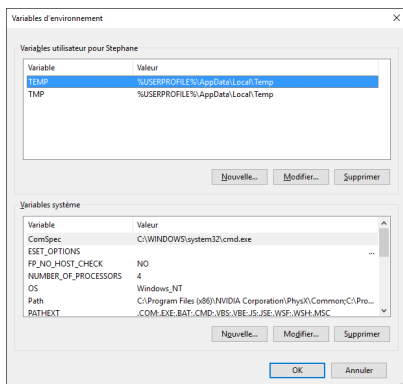 Variables d'environnement
Variables utilisateur pour Stephane
Variable Valeur
TEMP %USERPROFILE%\AppData\Local\Temp
TMP %USERPROFILE%\AppData\Local\Temp
Nouvelle... Modifier... Supprimer
Variables système
Variable Valeur
ComSpec C:\WINDOWS\system32\cmd.exe
ESET_OPTIONS ...
FP_NO_HOST_CHECK NO
NUMBER_OF_PROCESSORS 4
OS Windows_NT
Path C:\Program Files (x86)\NVIDIA Corporation\PhysX\Common;C:\Pro...
PATHEXT .COM;.EXE;.BAT;.CMD;.VBS;.VBE;.JS;.JSE;.WSF;.WSH;.MSC
Nouvelle... Modifier... Supprimer
OK Annuler